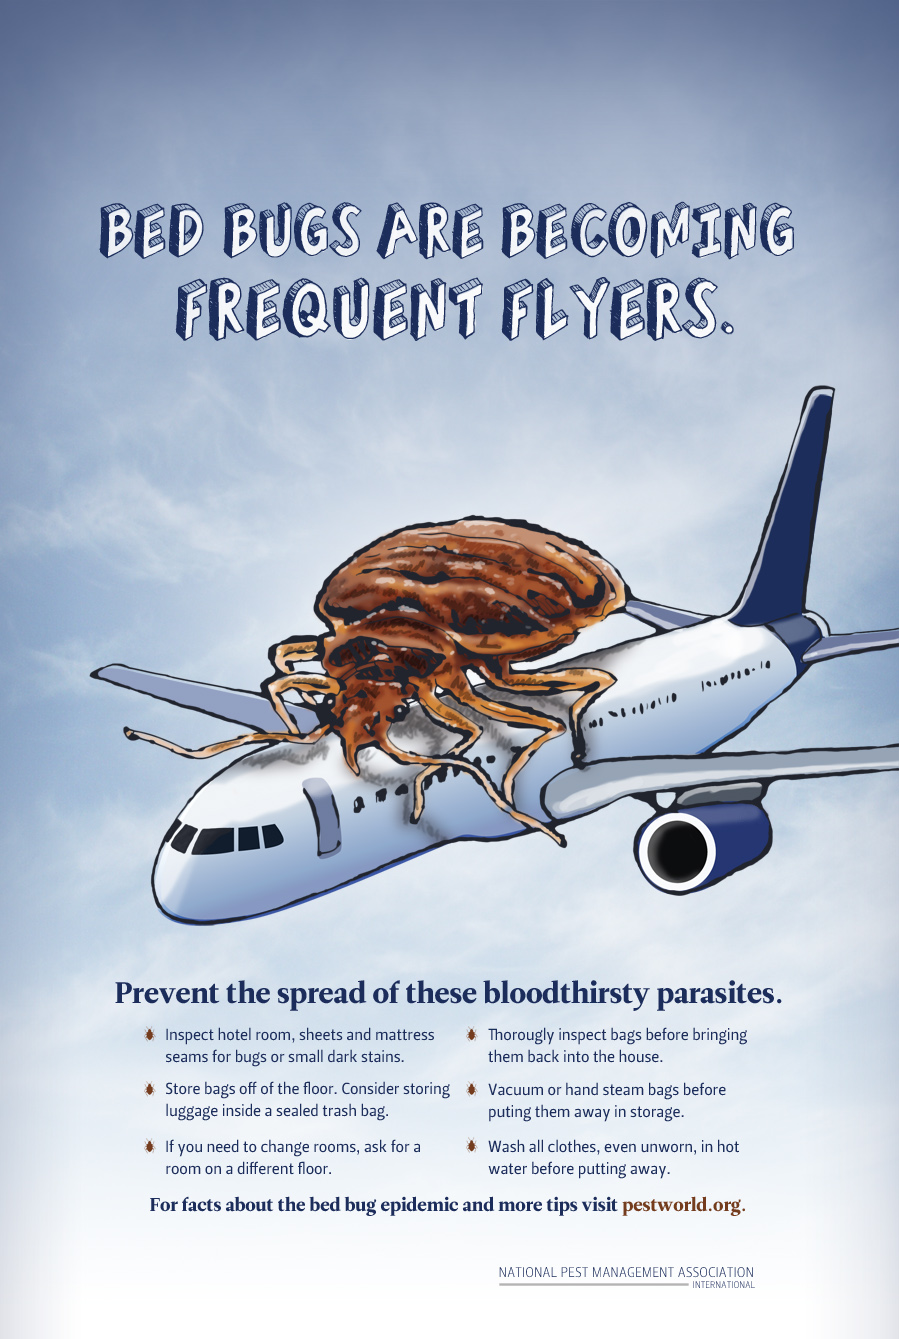 BED BUGS ARE BECOMING
FREQUENT FLYERS.
Prevent the spread of these bloodthirsty parasites.
Inspect hotel room, sheets and mattress
seams for bugs or small dark stains.
Store bags off of the floor. Consider storing
luggage inside a sealed trash bag.
If you need to change rooms, ask for a
room on a different floor.
Thorougly inspect bags before bringing
them back into the house.
Vacuum or hand steam bags before
puting them away in storage.
Wash all clothes, even unworn, in hot
water before putting away.
For facts about the bed bug epidemic and more tips visit pestworld.org.
NATIONAL PEST MANAGEMENT ASSOCIATION
INTERNATIONAL